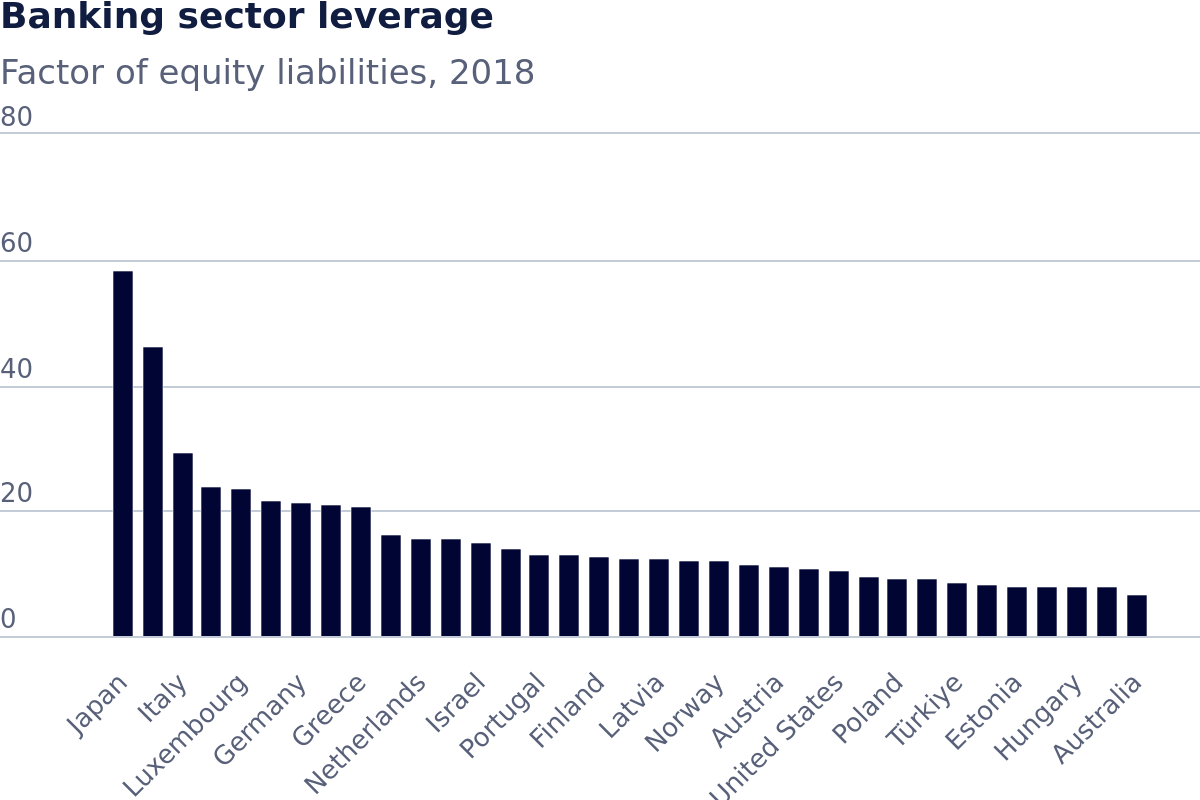 Banking sector leverage
Factor of equity liabilities, 2018
80
60
40
20
0
Japan
Italy
Luxembourg
Germany
Greece
Netherlands
Israel
Portugal
Finland
Latvia
Norway
Austria
United States
Poland
Türkiye
Estonia
Hungary
Australia